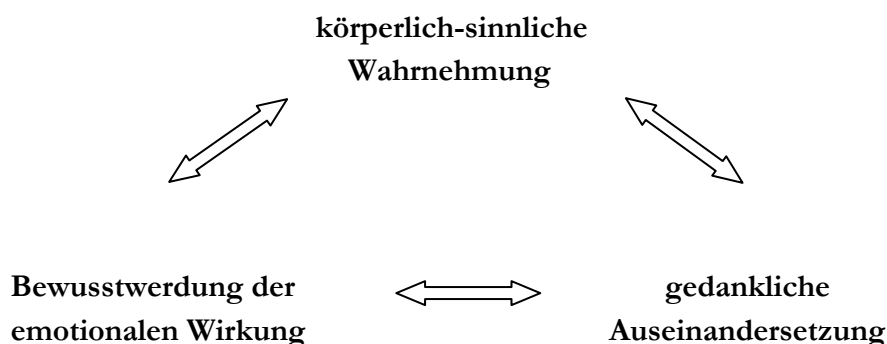 körperlich-sinnliche
Wahrnehmung
Bewusstwerdung der
emotionalen Wirkung
gedankliche
Auseinandersetzung